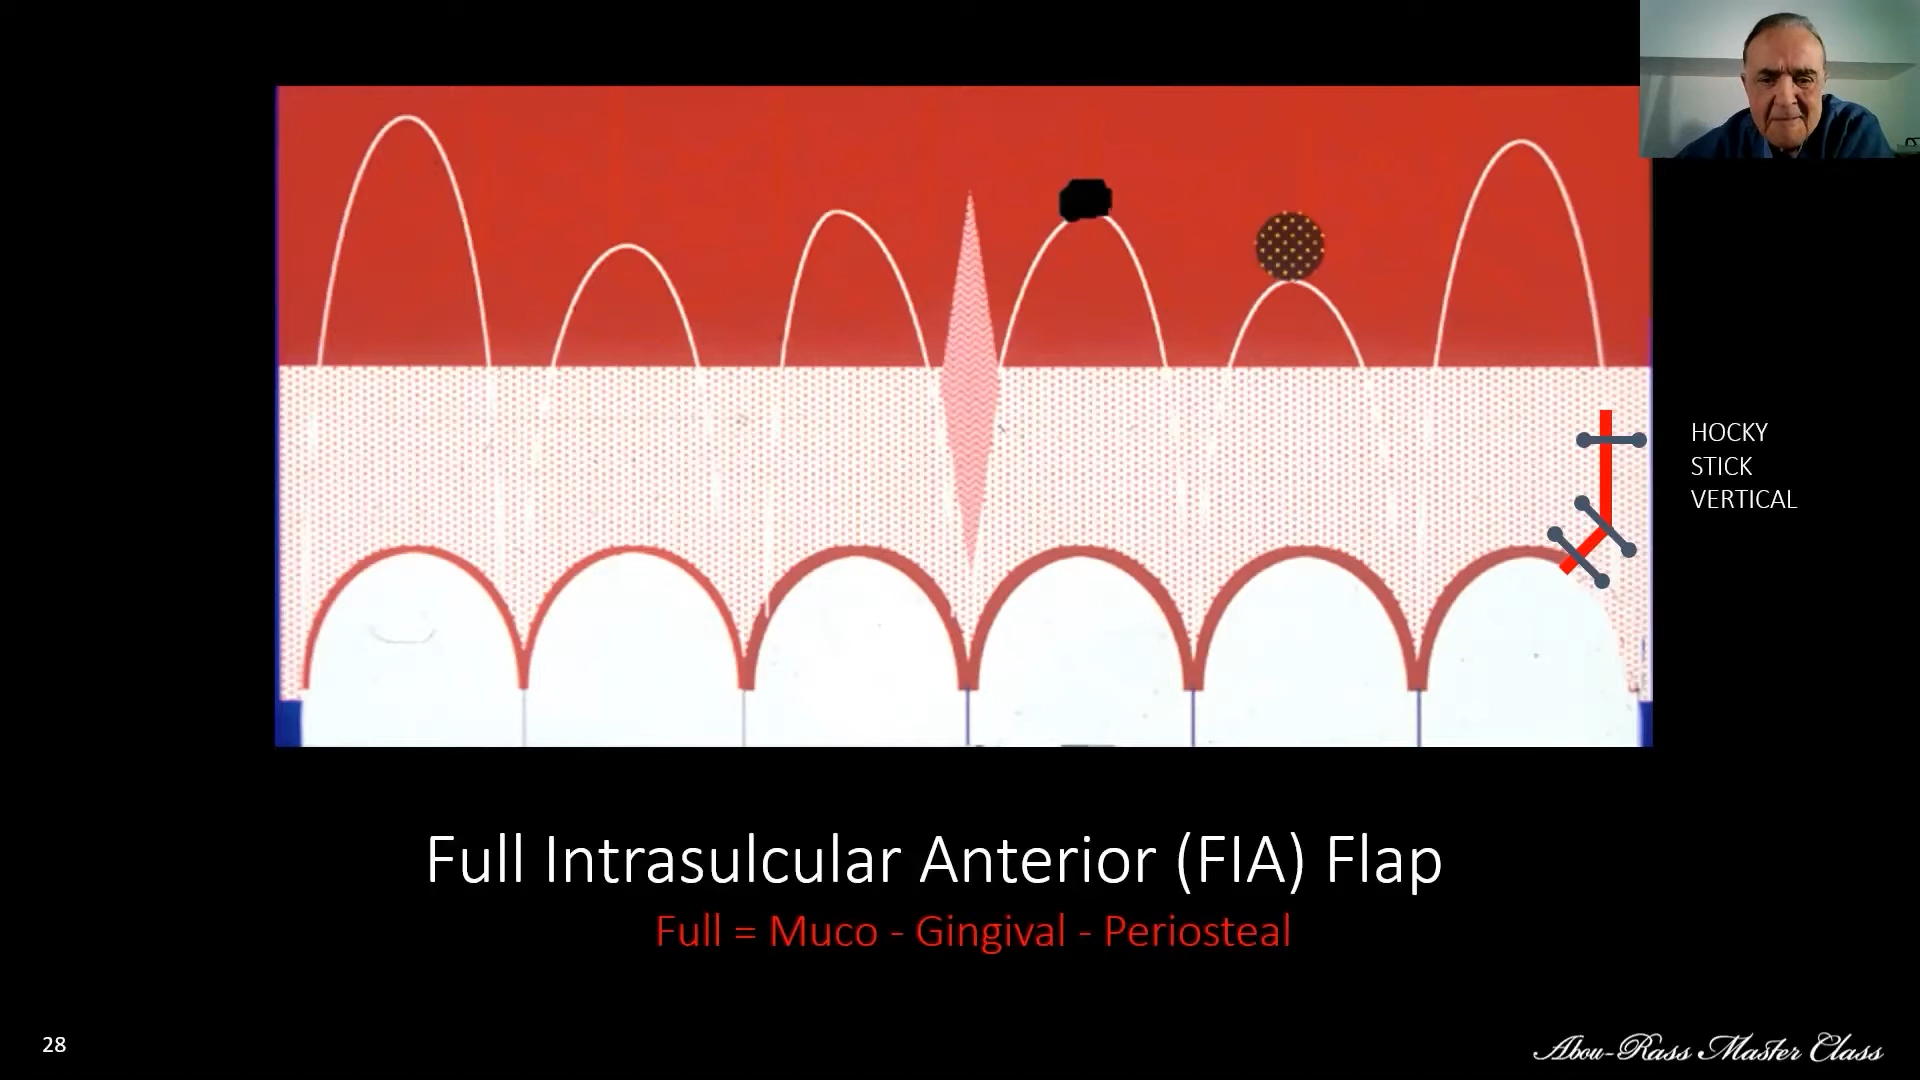 HOCKY
STICK
VERTICAL
Full Intrasulcular Anterior (FIA) Flap
Full = Muco - Gingival - Periosteal
28
Abou-Rass Master Class